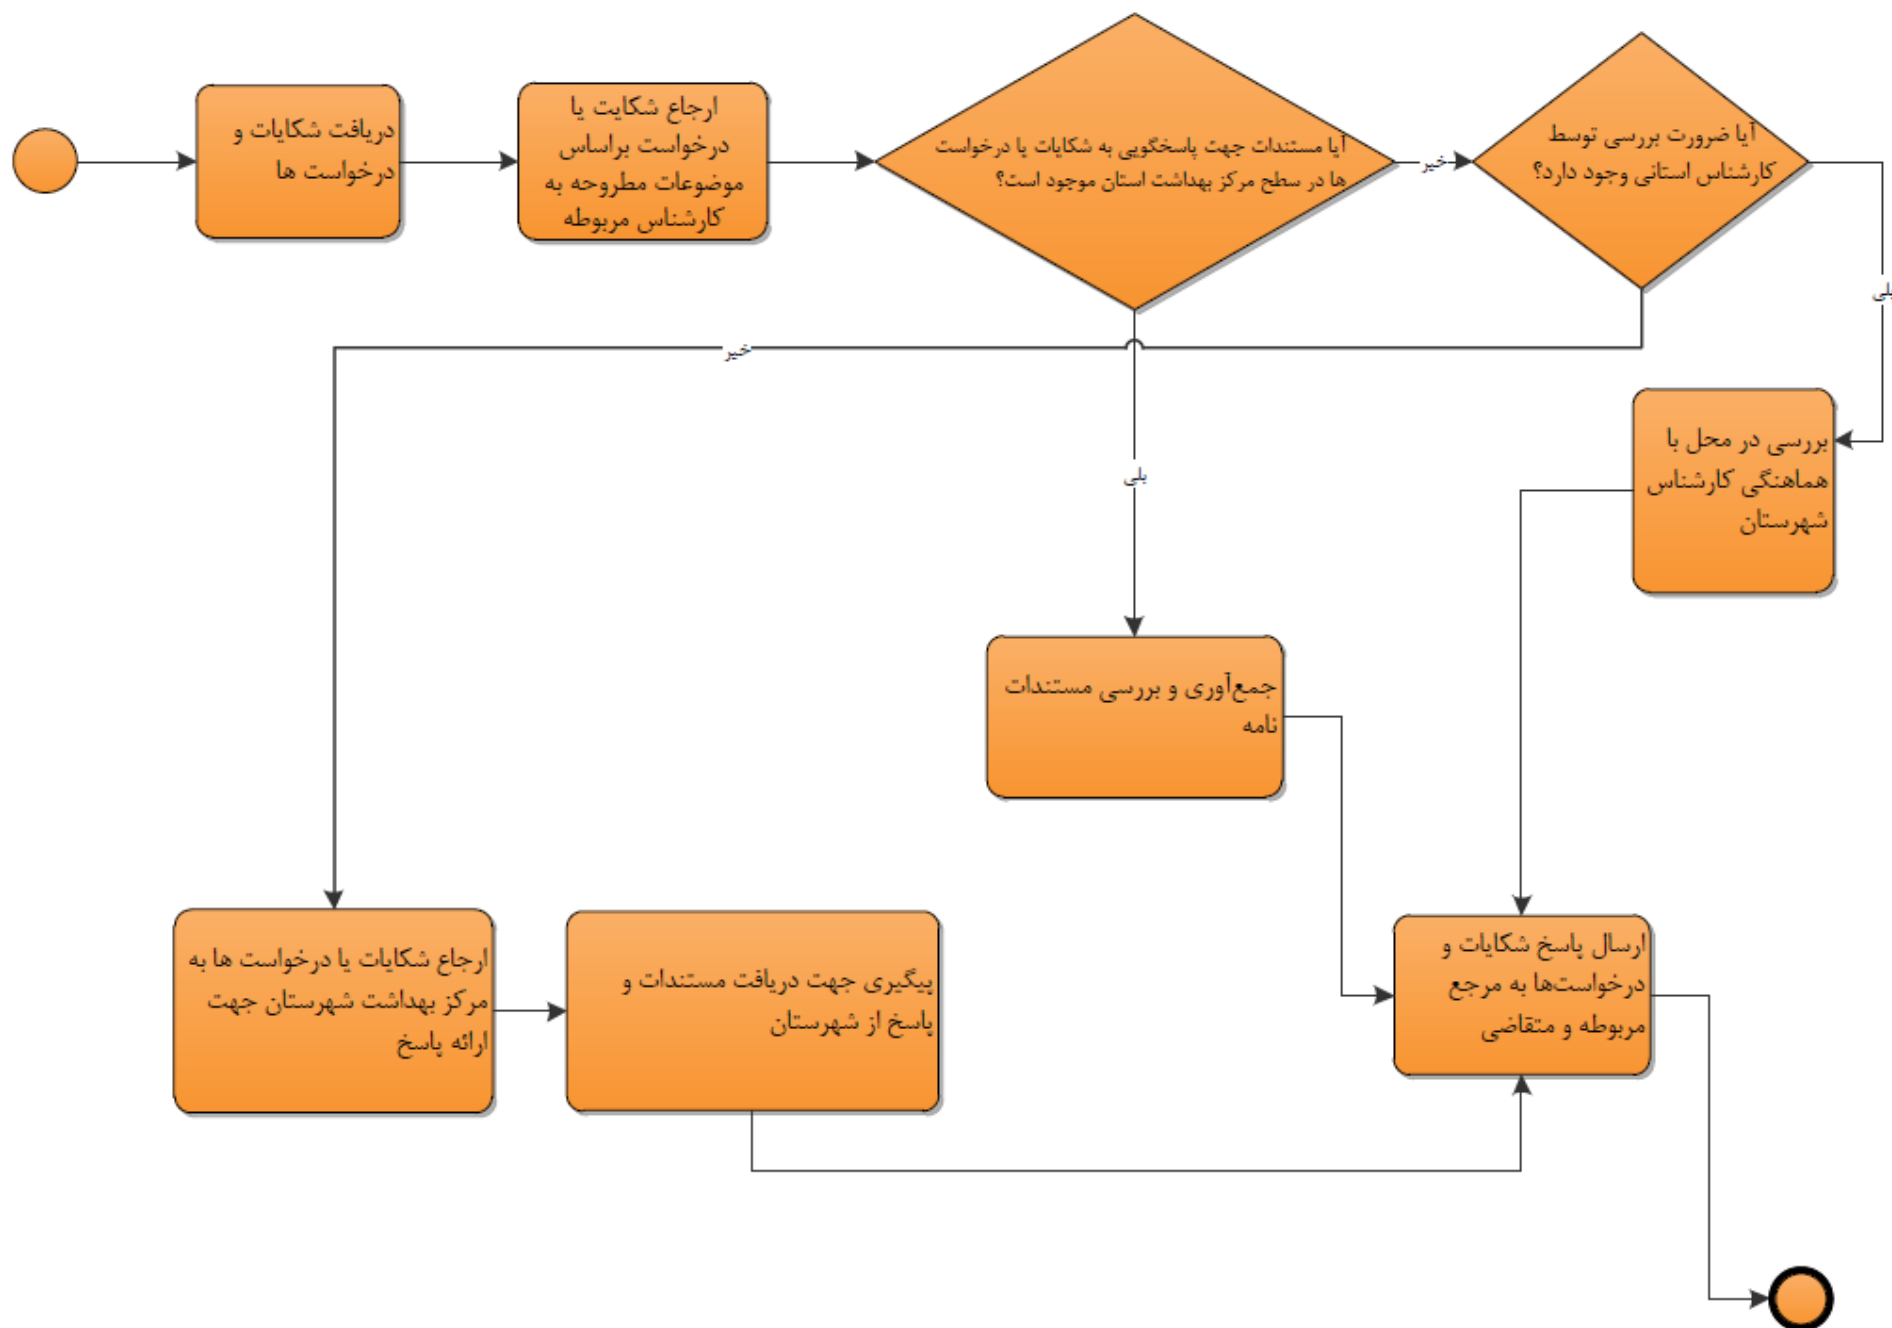 دریافت شکایات و
درخواست ها
ارجاع شکایت یا
درخواست براساس
موضوعات مطروحه به
کارشناس مربوطه
آیا مستندات جهت پاسخگویی به شکایات یا درخواست
ها در سطح مرکز بهداشت استان موجود است؟
خیر
آیا ضرورت بررسی توسط
کارشناس استانی وجود دارد؟
بلی
خیر
بررسی در محل با
هماهنگی کارشناس
شهرستان
بلی
جمع‌آوری و بررسی مستندات
نامه
ارجاع شکایات یا درخواست ها به
مرکز بهداشت شهرستان جهت
ارائه پاسخ
پیگیری جهت دریافت مستندات و
پاسخ از شهرستان
ارسال پاسخ شکایات و
درخواست‌ها به مرجع
مربوطه و متقاضی